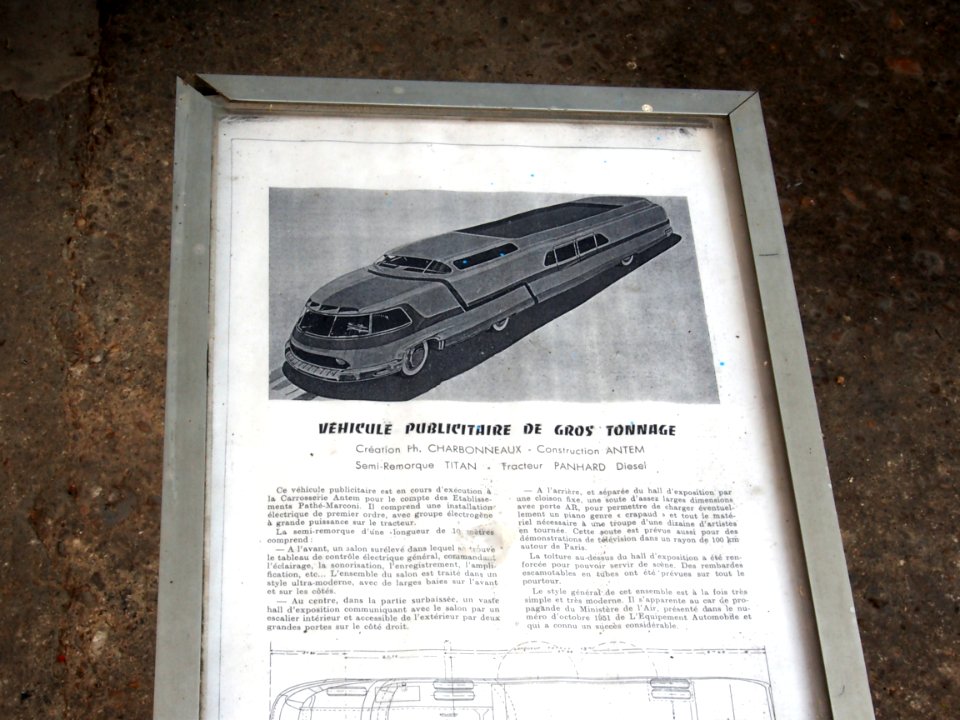 VÉHICULE PUBLICITAIRE DE GROS TONNAGE
Création Ph. CHARBONNEAUX - Construction ANTEM
Semi-Remorque TITAN - Tracteur PANHARD Diesel
Ce véhicule publicitaire est en cours d'exécution à
la Carrosserie Antem pour le compte des Etablisse-
ments Pathé-Marconi. Il comprend une installation
électrique de premier ordre, avec groupe électrogène
à grande puissance sur le tracteur.
La semi-remorque d'une longueur de 10 mètres
comprend :
— A l'avant, un salon surélevé dans lequel se trouve
le tableau de contrôle électrique général, commandant
l'éclairage, la sonorisation, l'enregistrement, l'ampli-
fication, etc... L'ensemble du salon est traité dans un
style ultra-moderne, avec de larges baies sur l'avant
et sur les côtés.
— Au centre, dans la partie surbaissée, un vaste
hall d'exposition communiquant avec le salon par un
escalier intérieur et accessible de l'extérieur par deux
grandes portes sur le côté droit.
— A l'arrière, et séparée du hall d'exposition par
une cloison fixe, une soute d'assez larges dimensions
avec porte AR, pour permettre de charger éventuel-
lement un piano genre « crapaud » et tout le maté-
riel nécessaire à une troupe d'une dizaine d'artistes
en tournée. Cette soute est prévue aussi pour des
démonstrations de télévision dans un rayon de 100 km
autour de Paris.
La toiture au-dessus du hall d'exposition a été ren-
forcée pour pouvoir servir de scène. Des rembardes
escamotables en tubes ont été prévues sur tout le
pourtour.
Le style général de cet ensemble est à la fois très
simple et très moderne. Il s'apparente au car de pro-
pagande du Ministère de l'Air, présenté dans le nu-
méro d'octobre 1951 de L'Equipement Automobile et
qui a connu un succès considérable.